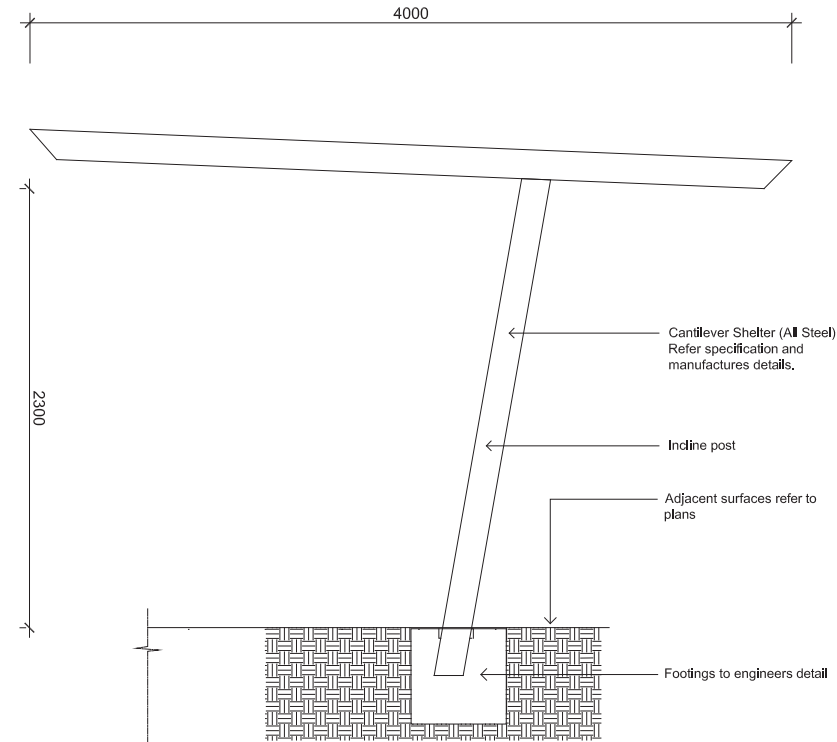 4000
2300
Cantilever Shelter (All Steel)
Refer specification and
manufactures details.
Incline post
Adjacent surfaces refer to
plans
Footings to engineers detail